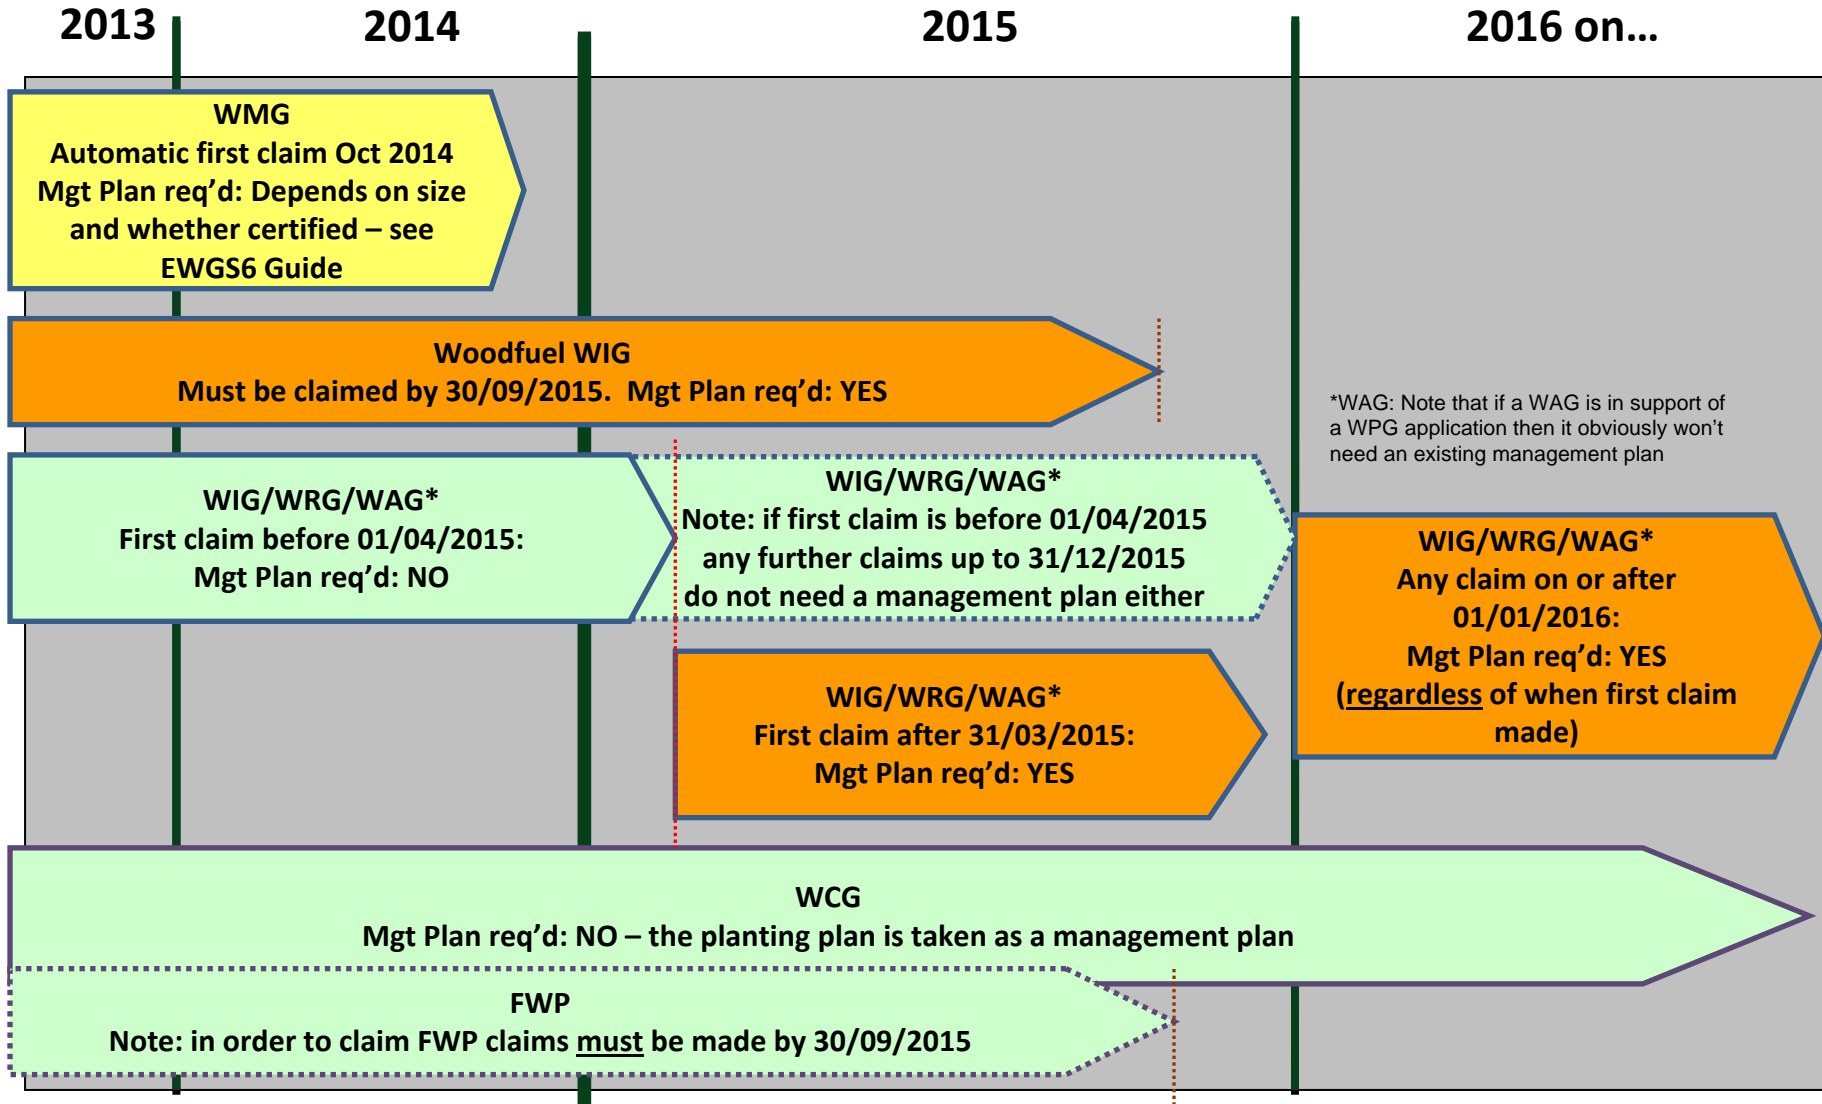 2013
2014
2015
2016 on...
WMG
Automatic first claim Oct 2014
Mgt Plan req’d: Depends on size
and whether certified – see
EWGS6 Guide
Woodfuel WIG
Must be claimed by 30/09/2015.  Mgt Plan req’d: YES
*WAG: Note that if a WAG is in support of
a WPG application then it obviously won’t
need an existing management plan
WIG/WRG/WAG*
First claim before 01/04/2015:
Mgt Plan req’d: NO
WIG/WRG/WAG*
Note: if first claim is before 01/04/2015
any further claims up to 31/12/2015
do not need a management plan either
WIG/WRG/WAG*
Any claim on or after
01/01/2016:
Mgt Plan req’d: YES
(regardless of when first claim
made)
WIG/WRG/WAG*
First claim after 31/03/2015:
Mgt Plan req’d: YES
WCG
Mgt Plan req’d: NO – the planting plan is taken as a management plan
FWP
Note: in order to claim FWP claims must be made by 30/09/2015